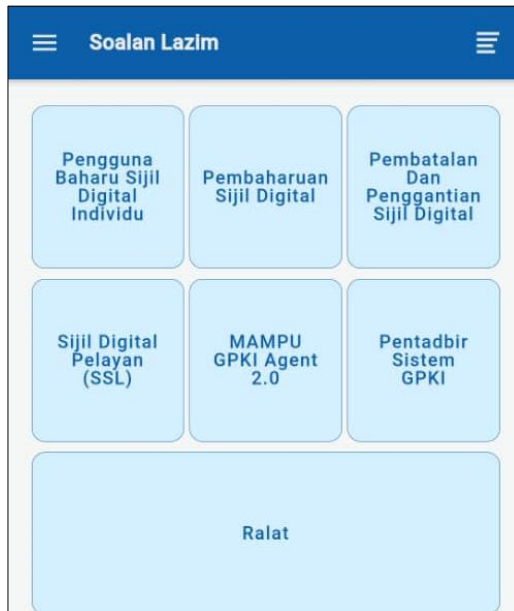 Soalan Lazim
Pengguna
Baharu Sijil
Digital
Individu
Pembaharuan
Sijil Digital
Pembatalan
Dan
Penggantian
Sijil Digital
Sijil Digital
Pelayan
(SSL)
MAMPU
GPKI Agent
2.0
Pentadbir
Sistem
GPKI
Ralat